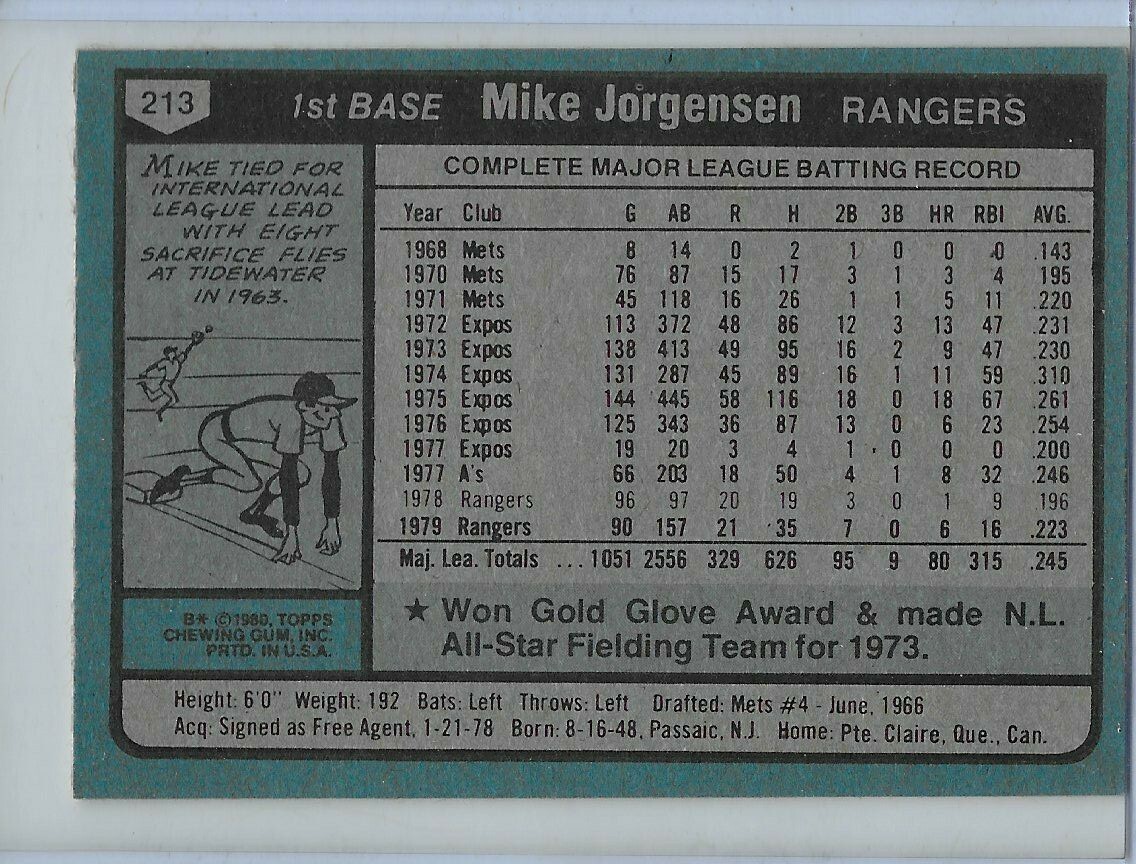 213 1st BASE Mike Jorgensen RANGERS
MIKE TIED FOR
INTERNATIONAL
LEAGUE LEAD
WITH EIGHT
SACRIFICE FLIES
AT TIDEWATER
IN 1963.
COMPLETE MAJOR LEAGUE BATTING RECORD
Year Club G AB R H 2B 3B HR RBI AVG.
1968 Mets 8 14 0 2 1 0 0 0 .143
1970 Mets 76 87 15 17 3 1 3 4 195
1971 Mets 45 118 16 26 1 1 5 11 .220
1972 Expos 113 372 48 86 12 3 13 47 .231
1973 Expos 138 413 49 95 16 2 9 47 .230
1974 Expos 131 287 45 89 16 1 11 59 .310
1975 Expos 144 445 58 116 18 0 18 67 .261
1976 Expos 125 343 36 87 13 0 6 23 .254
1977 Expos 19 20 3 4 1 0 0 0 .200
1977 A's 66 203 18 50 4 1 8 32 .246
1978 Rangers 96 97 20 19 3 0 1 9 196
1979 Rangers 90 157 21 35 7 0 6 16 .223
Maj. Lea. Totals ...1051 2556 329 626 95 9 80 315 .245
★ Won Gold Glove Award & made N.L.
All-Star Fielding Team for 1973.
B* ©1980, TOPPS
CHEWING GUM, INC.
PRTD. IN U.S.A.
Height: 6'0" Weight: 192 Bats: Left Throws: Left Drafted: Mets #4 - June, 1966
Acq: Signed as Free Agent, 1-21-78 Born: 8-16-48, Passaic, N.J. Home: Pte. Claire, Que., Can.